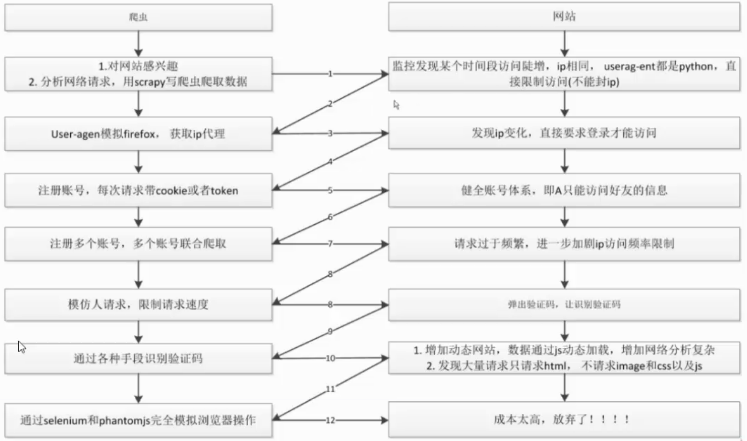 爬虫
网站
1.对网站感兴趣
2. 分析网络请求，用scrapy写爬虫爬取数据
1
监控发现某个时间段访问陡增，ip相同， userag-ent都是python，直
接限制访问(不能封ip)
2
User-agen模拟firefox， 获取ip代理
3
发现ip变化，直接要求登录才能访问
4
注册账号，每次请求带cookie或者token
5
健全账号体系，即A只能访问好友的信息
6
注册多个账号，多个账号联合爬取
7
请求过于频繁，进一步加剧ip访问频率限制
8
模仿人请求，限制请求速度
8
弹出验证码，让识别验证码
9
通过各种手段识别验证码
10
1. 增加动态网站，数据通过js动态加载，增加网络分析复杂
2. 发现大量请求只请求html， 不请求image和css以及js
11
通过selenium和phantomjs完全模拟浏览器操作
12
成本太高，放弃了！！！！